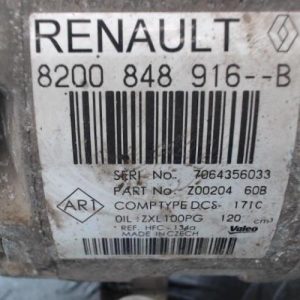 RENAULT
8200 848 916--B
SERI No. 7064356033
PART No. Z00204 60B
AR1 COMPTYPE DCS- 171C
OIL:ZXL100PG 120 cm³
* REF. HFC-134a
MADE IN CZECH Valeo